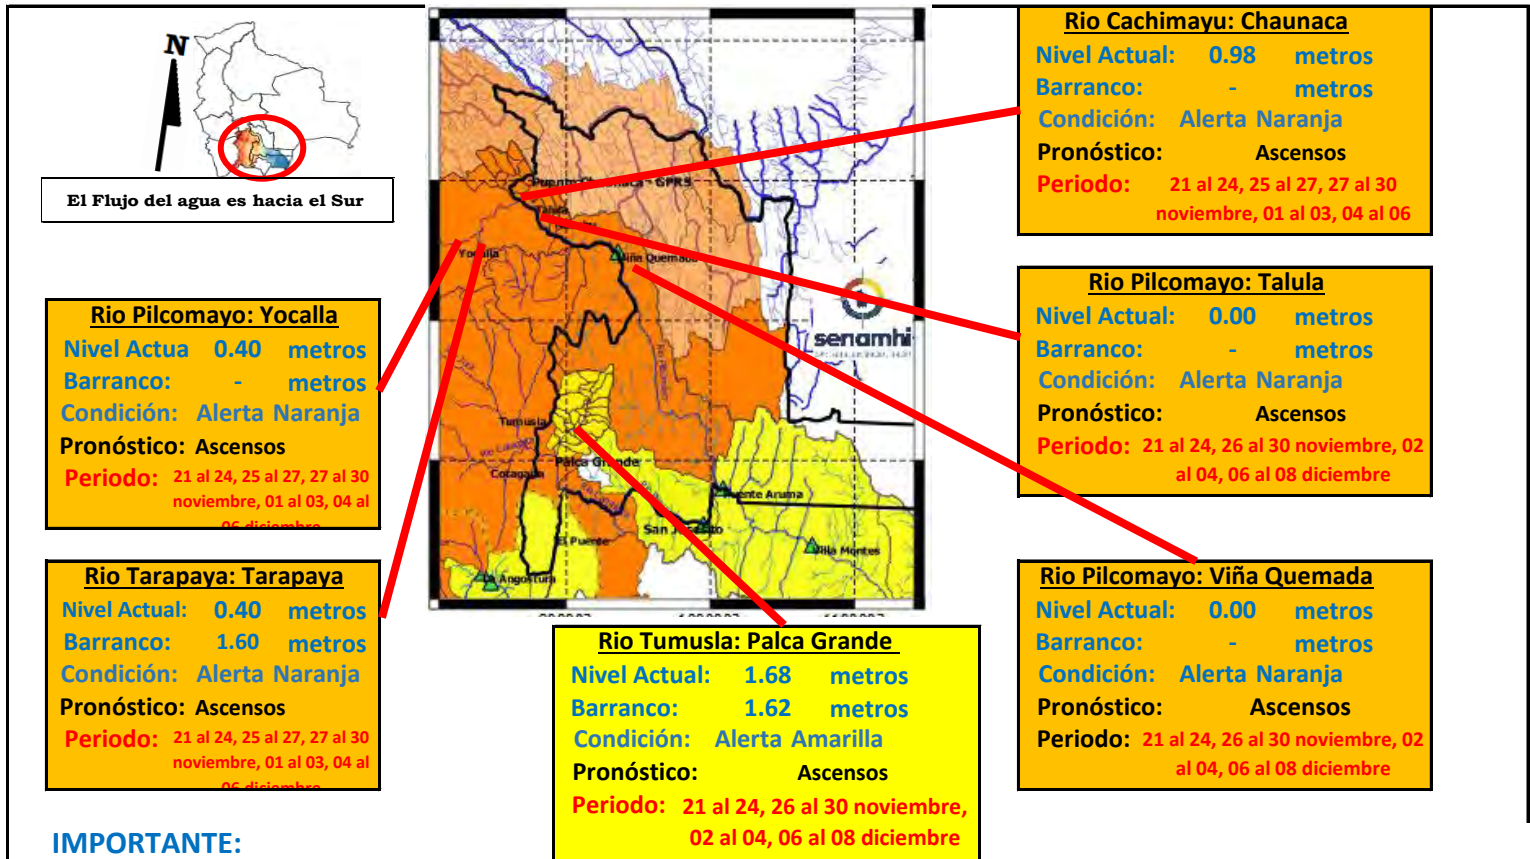 N
El Flujo del agua es hacia el Sur
Rio Cachimayu: Chaunaca
Nivel Actual: 0.98 metros
Barranco: - metros
Condición: Alerta Naranja
Pronóstico: Ascensos
Periodo: 21 al 24, 25 al 27, 27 al 30
noviembre, 01 al 03, 04 al 06
Rio Pilcomayo: Talula
Nivel Actual: 0.00 metros
Barranco: - metros
Condición: Alerta Naranja
Pronóstico: Ascensos
Periodo: 21 al 24, 26 al 30 noviembre, 02
al 04, 06 al 08 diciembre
Rio Pilcomayo: Yocalla
Nivel Actua 0.40 metros
Barranco: - metros
Condición: Alerta Naranja
Pronóstico: Ascensos
Periodo: 21 al 24, 25 al 27, 27 al 30
noviembre, 01 al 03, 04 al
06 diciembre
Rio Tarapaya: Tarapaya
Nivel Actual: 0.40 metros
Barranco: 1.60 metros
Condición: Alerta Naranja
Pronóstico: Ascensos
Periodo: 21 al 24, 25 al 27, 27 al 30
noviembre, 01 al 03, 04 al
06 diciembre
Rio Pilcomayo: Viña Quemada
Nivel Actual: 0.00 metros
Barranco: - metros
Condición: Alerta Naranja
Pronóstico: Ascensos
Periodo: 21 al 24, 26 al 30 noviembre, 02
al 04, 06 al 08 diciembre
Rio Tumusla: Palca Grande
Nivel Actual: 1.68 metros
Barranco: 1.62 metros
Condición: Alerta Amarilla
Pronóstico: Ascensos
Periodo: 21 al 24, 26 al 30 noviembre,
02 al 04, 06 al 08 diciembre
Puente - GPRS
Talula
Yocalla
Viña Quemada
senamhi
Tumusla
Palca Grande
Cotagaita
Puente Aruma
San
El Puente
Villa Montes
La Angostura
IMPORTANTE: